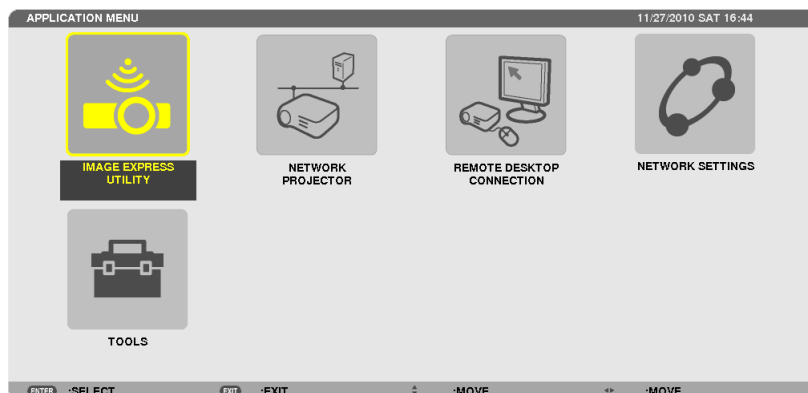 APPLICATION MENU 11/27/2010 SAT 16:44
IMAGE EXPRESS
UTILITY
NETWORK
PROJECTOR
REMOTE DESKTOP
CONNECTION
NETWORK SETTINGS
TOOLS
ENTER :SELECT EXIT :EXIT :MOVE :MOVE